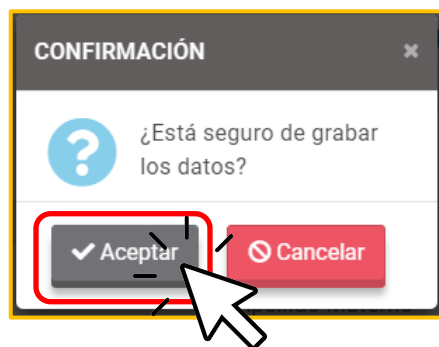 CONFIRMACIÓN
¿Está seguro de grabar
los datos?
Aceptar
Cancelar